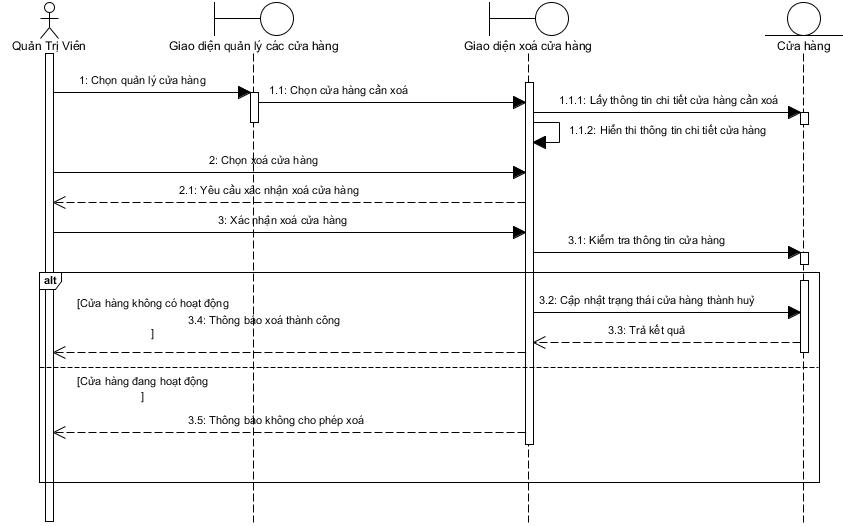 Quản Trị Viên
Giao diện quản lý các cửa hàng
Giao diện xoá cửa hàng
Cửa hàng
1: Chọn quản lý cửa hàng
1.1: Chọn cửa hàng cần xoá
1.1.1: Lấy thông tin chi tiết cửa hàng cần xoá
1.1.2: Hiển thi thông tin chi tiết cửa hàng
2: Chọn xoá cửa hàng
2.1: Yêu cầu xác nhận xoá cửa hàng
3: Xác nhận xoá cửa hàng
3.1: Kiểm tra thông tin cửa hàng
alt
[Cửa hàng không có hoạt động
]
3.2: Cập nhật trạng thái cửa hàng thành huỷ
3.4: Thông báo xoá thành công
3.3: Trả kết quả
[Cửa hàng đang hoạt động
]
3.5: Thông báo không cho phép xoá